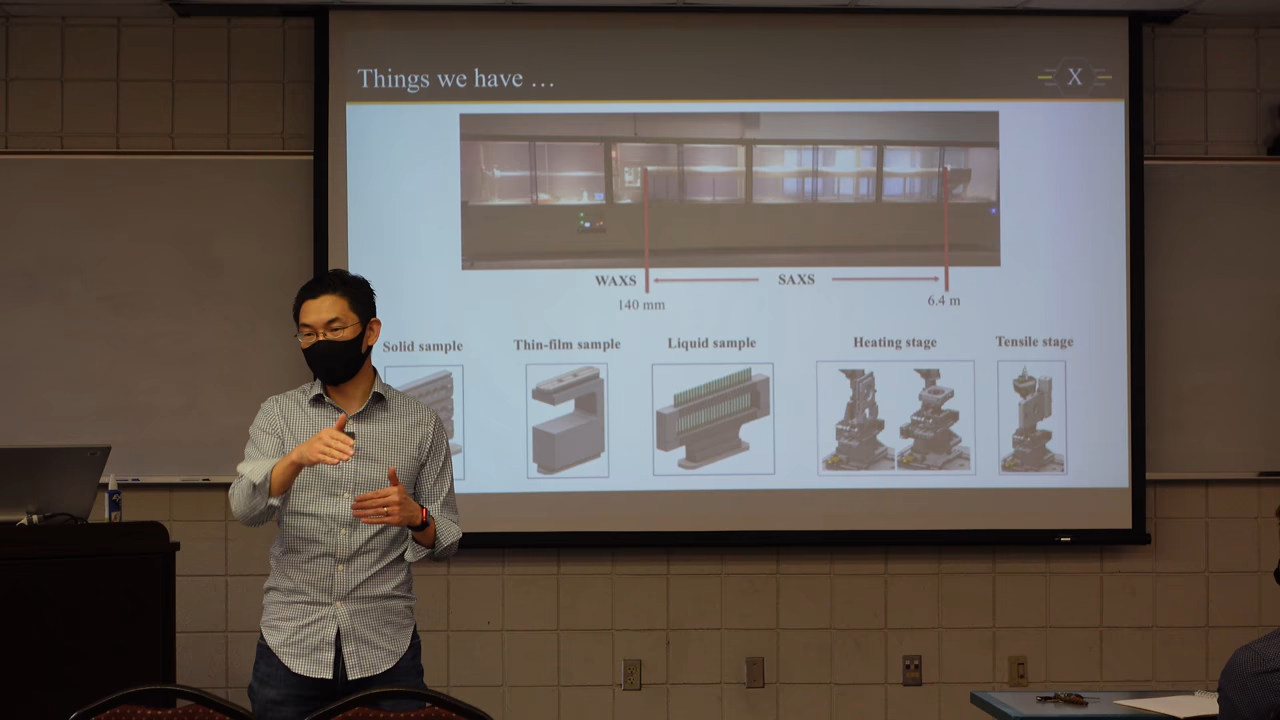 Things we have …
X
WAXS
SAXS
140 mm
6.4 m
Solid sample
Thin-film sample
Liquid sample
Heating stage
Tensile stage